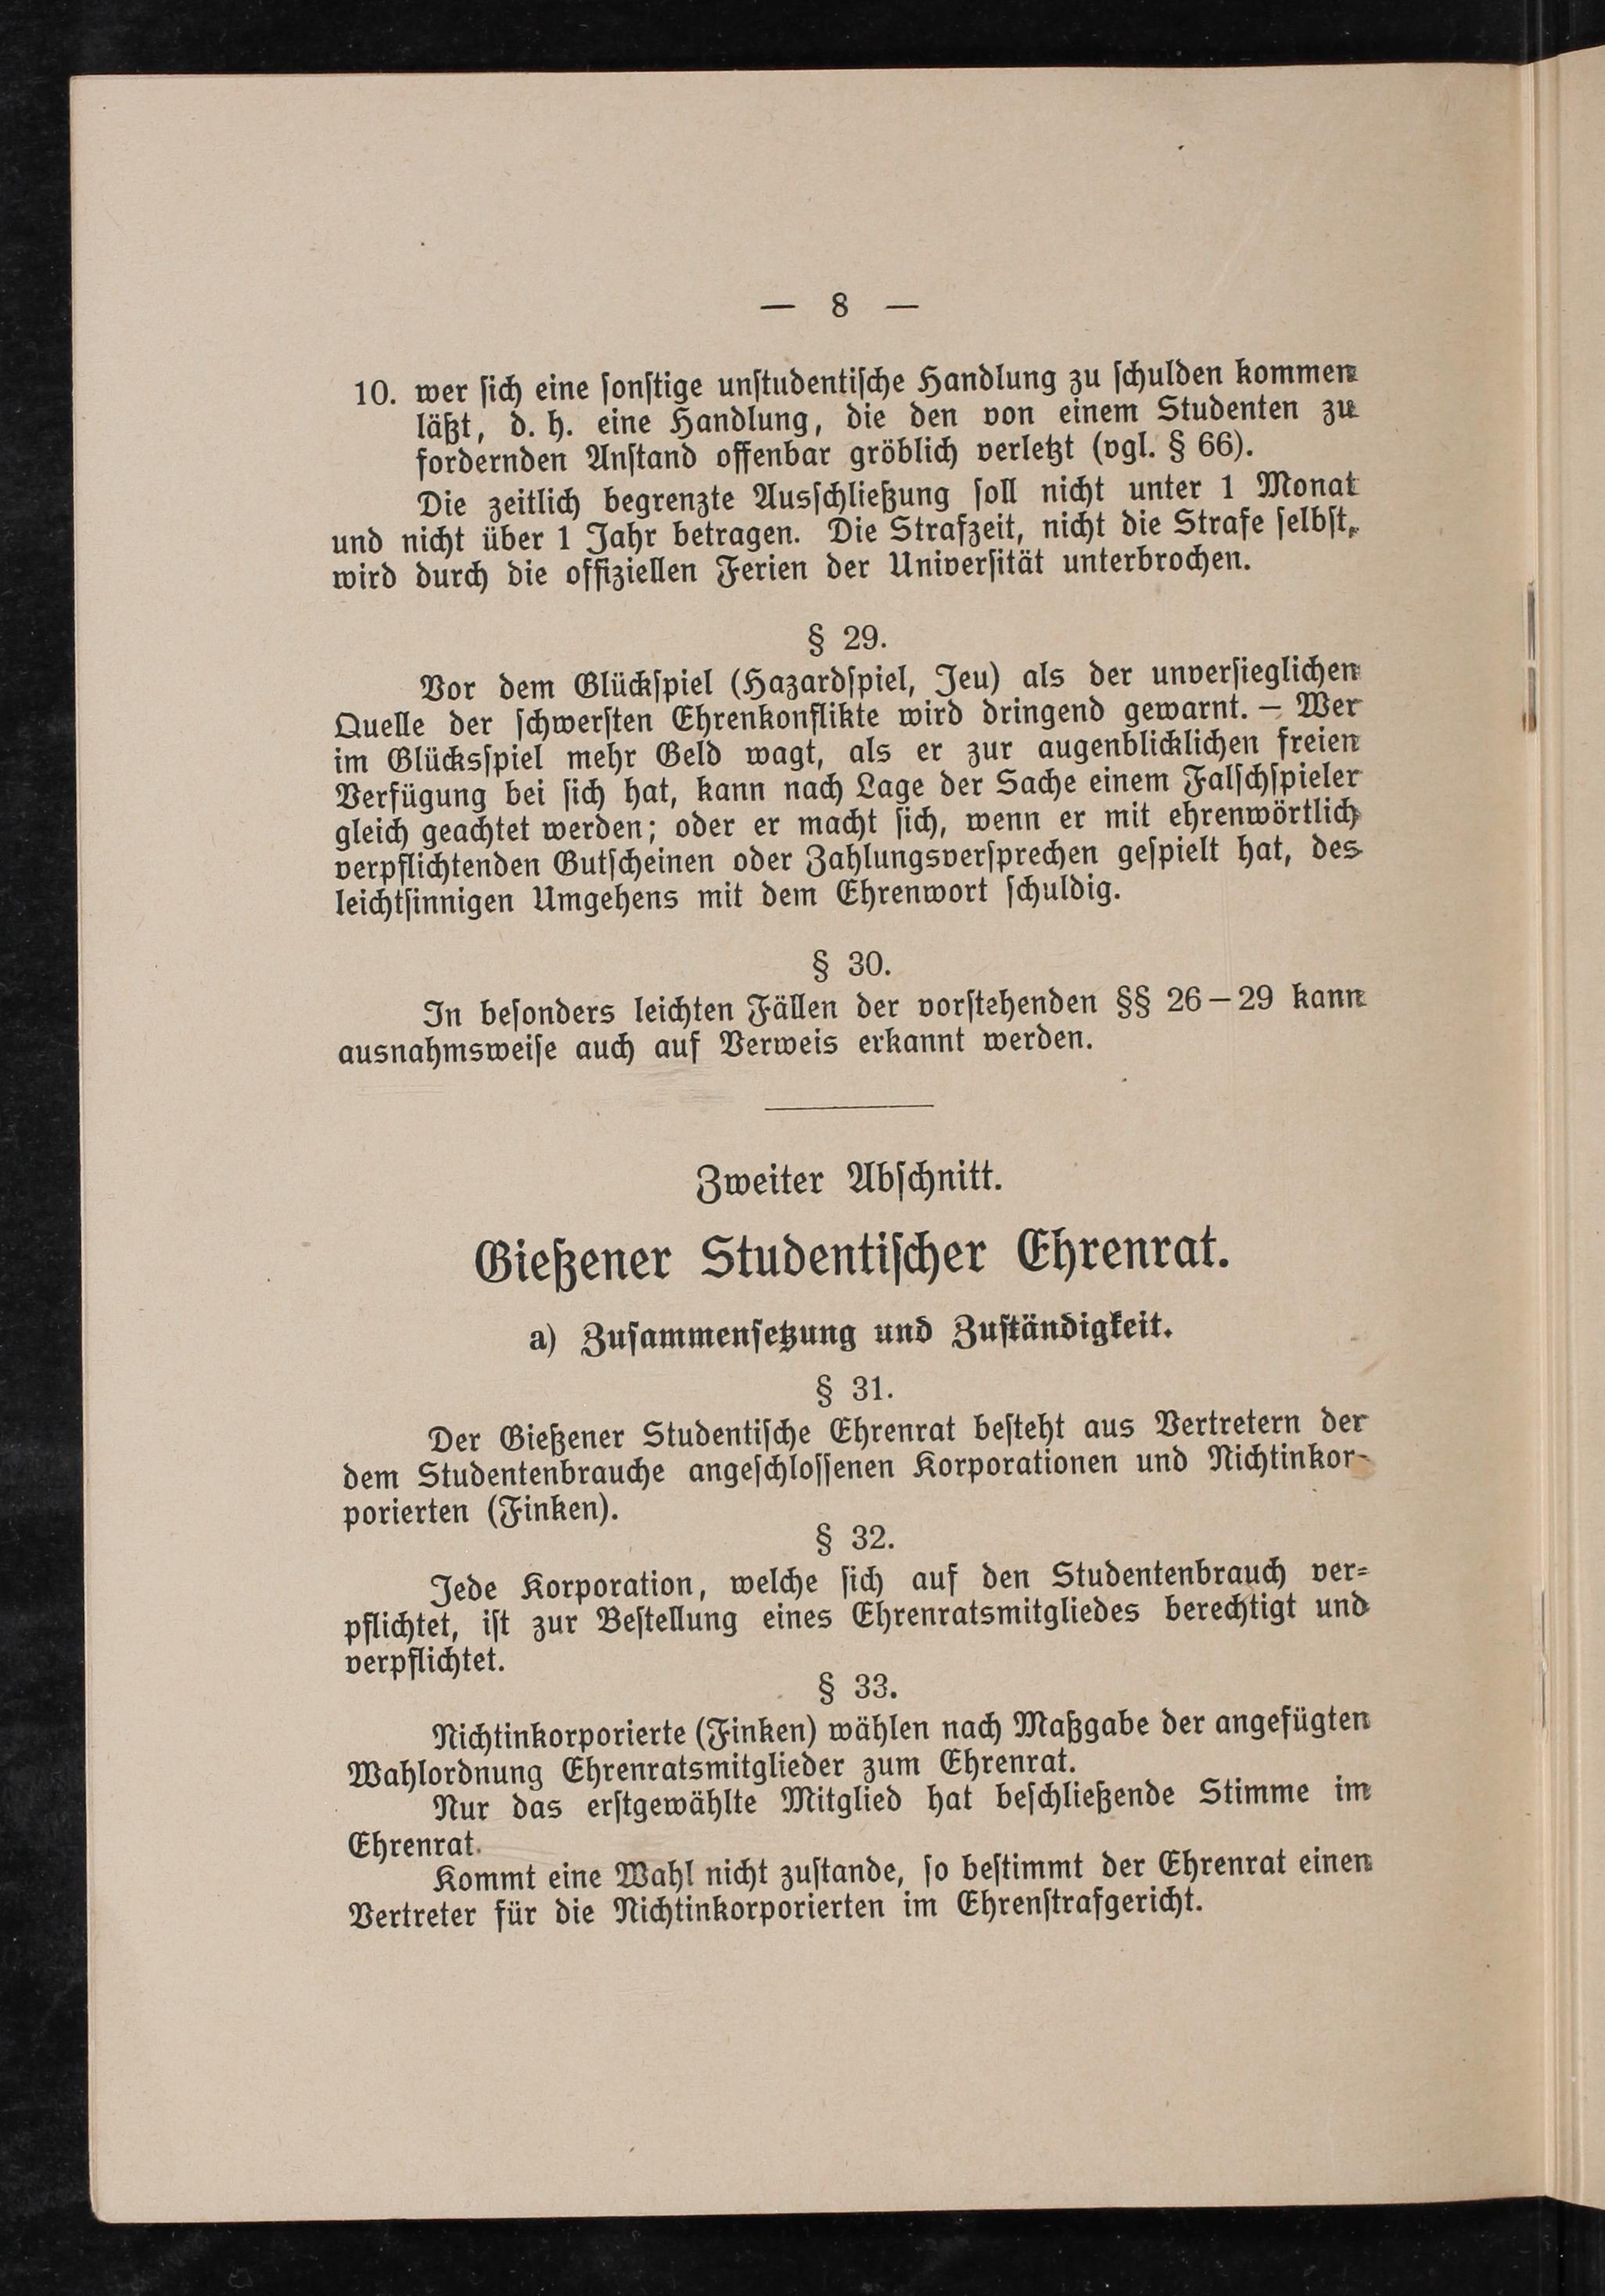 — 8 —
10. wer sich eine sonstige unstudentische Handlung zu schulden kommen
läßt, d. h. eine Handlung, die den von einem Studenten zu
fordernden Anstand offenbar gröblich verletzt (vgl. § 66).
Die zeitlich begrenzte Ausschließung soll nicht unter 1 Monat
und nicht über 1 Jahr betragen. Die Strafzeit, nicht die Strafe selbst,
wird durch die offiziellen Ferien der Universität unterbrochen.
§ 29.
Vor dem Glückspiel (Hazardspiel, Jeu) als der unversieglichen
Quelle der schwersten Ehrenkonflikte wird dringend gewarnt. — Wer
im Glücksspiel mehr Geld wagt, als er zur augenblicklichen freien
Verfügung bei sich hat, kann nach Lage der Sache einem Falschspieler
gleich geachtet werden; oder er macht sich, wenn er mit ehrenwörtlich
verpflichtenden Gutscheinen oder Zahlungsversprechen gespielt hat, des
leichtsinnigen Umgehens mit dem Ehrenwort schuldig.
§ 30.
In besonders leichten Fällen der vorstehenden §§ 26—29 kann
ausnahmsweise auch auf Verweis erkannt werden.
Zweiter Abschnitt.
Gießener Studentischer Ehrenrat.
a) Zusammensetzung und Zuständigkeit.
§ 31.
Der Gießener Studentische Ehrenrat besteht aus Vertretern der
dem Studentenbrauche angeschlossenen Korporationen und Nichtinkor-
porierten (Finken).
§ 32.
Jede Korporation, welche sich auf den Studentenbrauch ver-
pflichtet, ist zur Bestellung eines Ehrenratsmitgliedes berechtigt und
verpflichtet.
§ 33.
Nichtinkorporierte (Finken) wählen nach Maßgabe der angefügten
Wahlordnung Ehrenratsmitglieder zum Ehrenrat.
Nur das erstgewählte Mitglied hat beschließende Stimme im
Ehrenrat.
Kommt eine Wahl nicht zustande, so bestimmt der Ehrenrat einen
Vertreter für die Nichtinkorporierten im Ehrenstrafgericht.